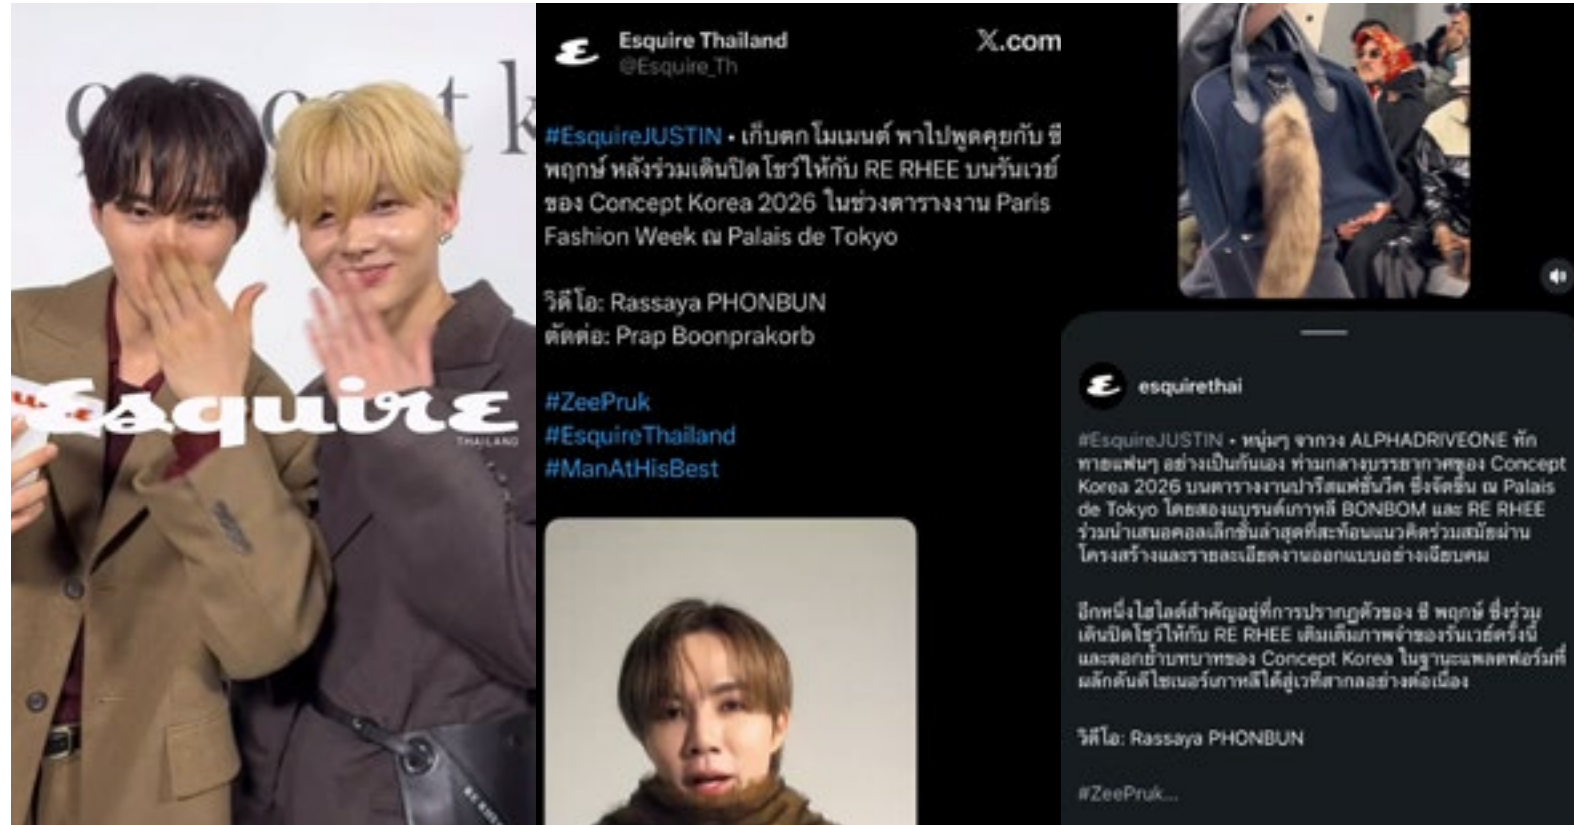 concept k
Esquire
THAILAND
Esquire Thailand
@Esquire_Th
X.com
#EsquireJUSTIN • เก็บตกโมเมนต์ พาไปพูดคุยกับ ซี
พฤกษ์ หลังร่วมเดินปิดโชว์ให้กับ RE RHEE บนรันเวย์
ของ Concept Korea 2026 ในช่วงตารางงาน Paris
Fashion Week ณ Palais de Tokyo
วิดีโอ: Rassaya PHONBUN
ตัดต่อ: Prap Boonprakorb
#ZeePruk
#EsquireThailand
#ManAtHisBest
esquirethai
#EsquireJUSTIN • หนุ่มๆ จากวง ALPHADRIVEONE ทัก
ทายแฟนๆ อย่างเป็นกันเอง ท่ามกลางบรรยากาศของ Concept
Korea 2026 บนตารางงานปารีสแฟชั่นวีค ซึ่งจัดขึ้น ณ Palais
de Tokyo โดยสองแบรนด์เกาหลี BONBOM และ RE RHEE
ร่วมนำเสนอคอลเล็กชั่นล่าสุดที่สะท้อนแนวคิดร่วมสมัยผ่าน
โครงสร้างและรายละเอียดงานออกแบบอย่างเฉียบคม
อีกหนึ่งไฮไลต์สำคัญอยู่ที่การปรากฏตัวของ ซี พฤกษ์ ซึ่งร่วม
เดินปิดโชว์ให้กับ RE RHEE เติมเต็มภาพจำของรันเวย์ครั้งนี้
และตอกย้ำบทบาทของ Concept Korea ในฐานะแพลตฟอร์มที่
ผลักดันดีไซเนอร์เกาหลีใต้สู่เวทีสากลอย่างต่อเนื่อง
วิดีโอ: Rassaya PHONBUN
#ZeePruk...